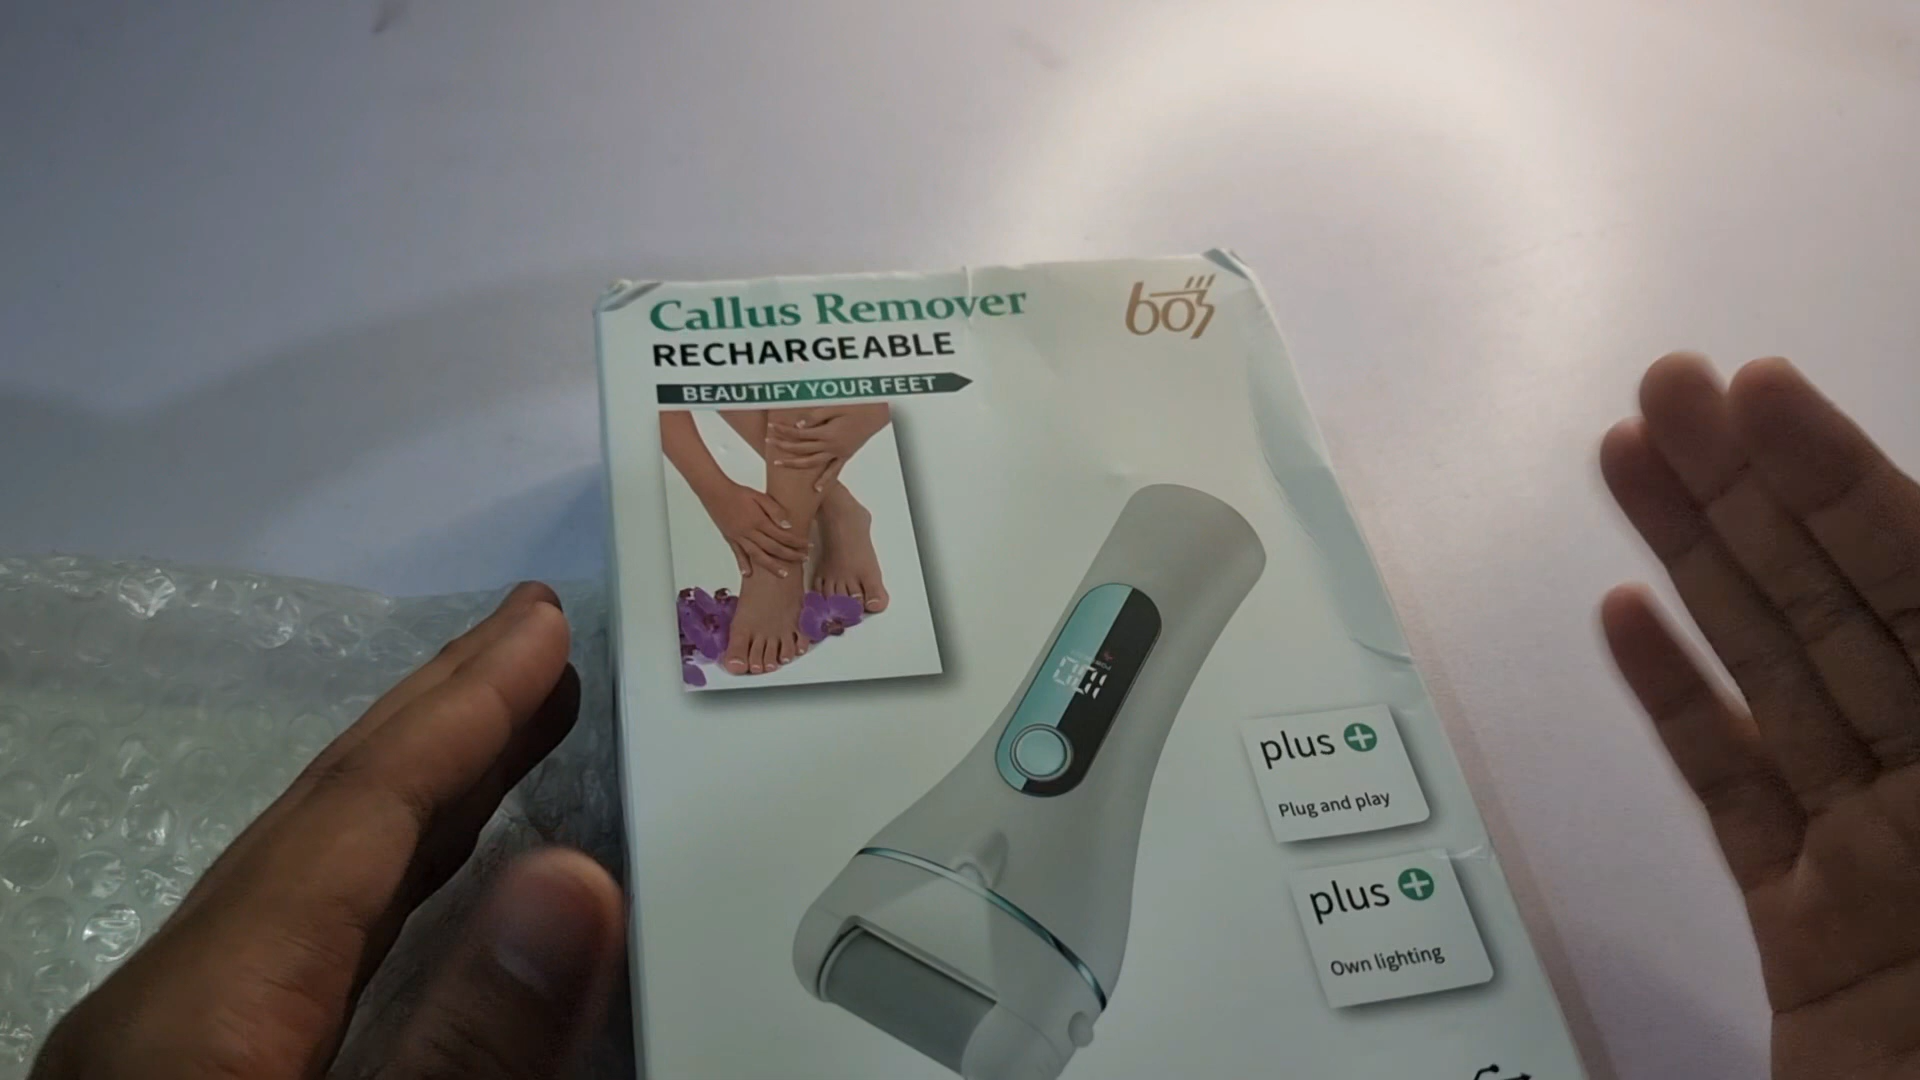 Callus Remover
RECHARGEABLE
BEAUTIFY YOUR FEET
plus
Plug and play
plus
Own lighting